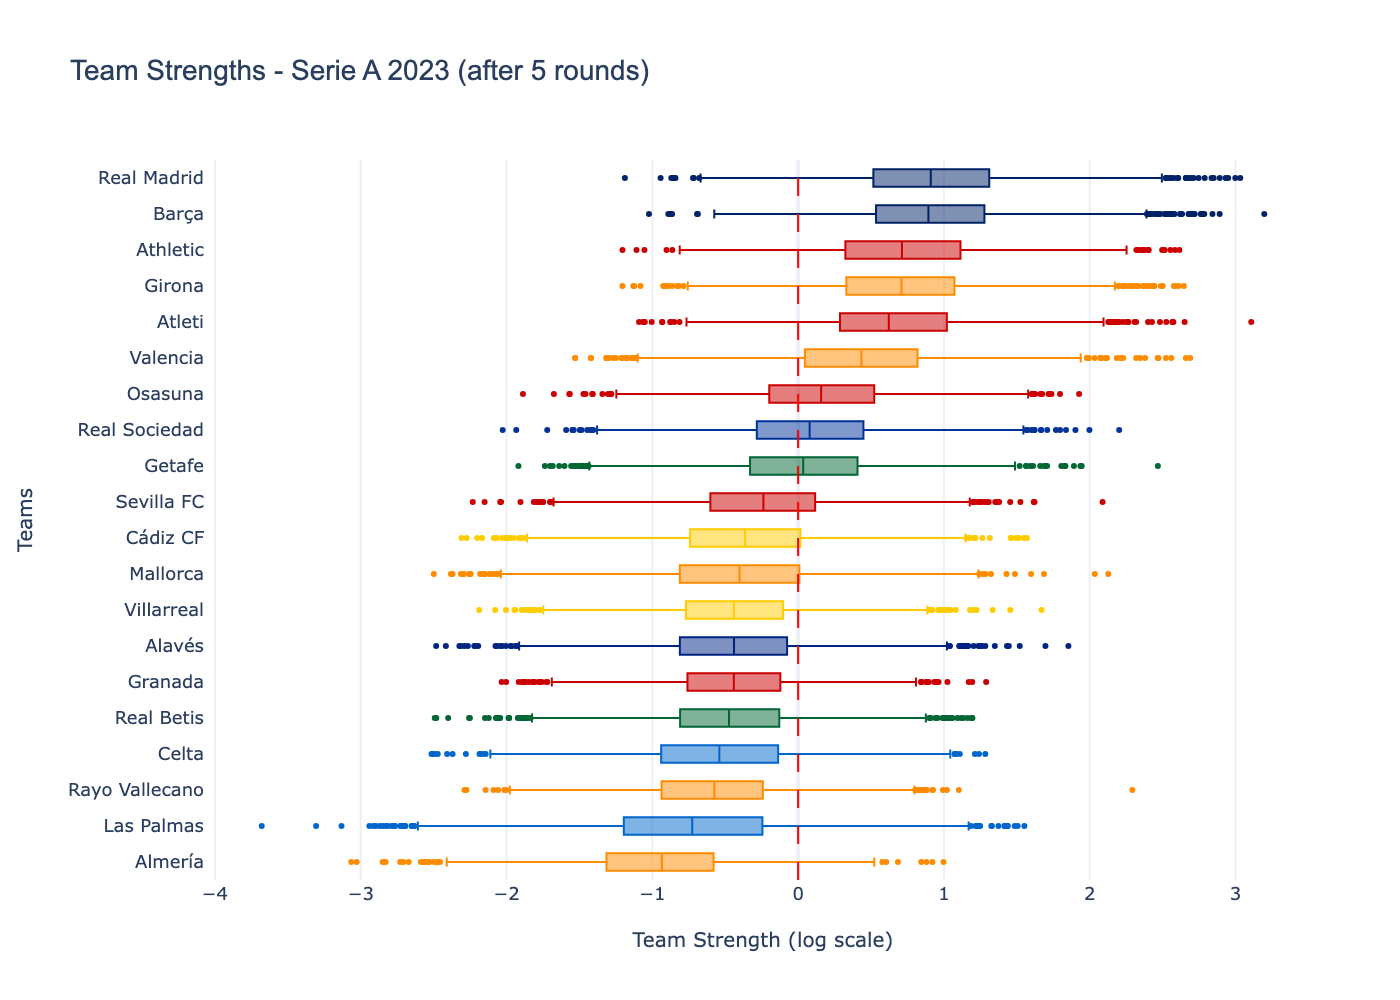 Team Strengths - Serie A 2023 (after 5 rounds)
Real Madrid
Barça
Athletic
Girona
Atleti
Valencia
Osasuna
Real Sociedad
Getafe
Sevilla FC
Cádiz CF
Mallorca
Villarreal
Alavés
Granada
Real Betis
Celta
Rayo Vallecano
Las Palmas
Almería
Teams
−4 −3 −2 −1 0 1 2 3
Team Strength (log scale)